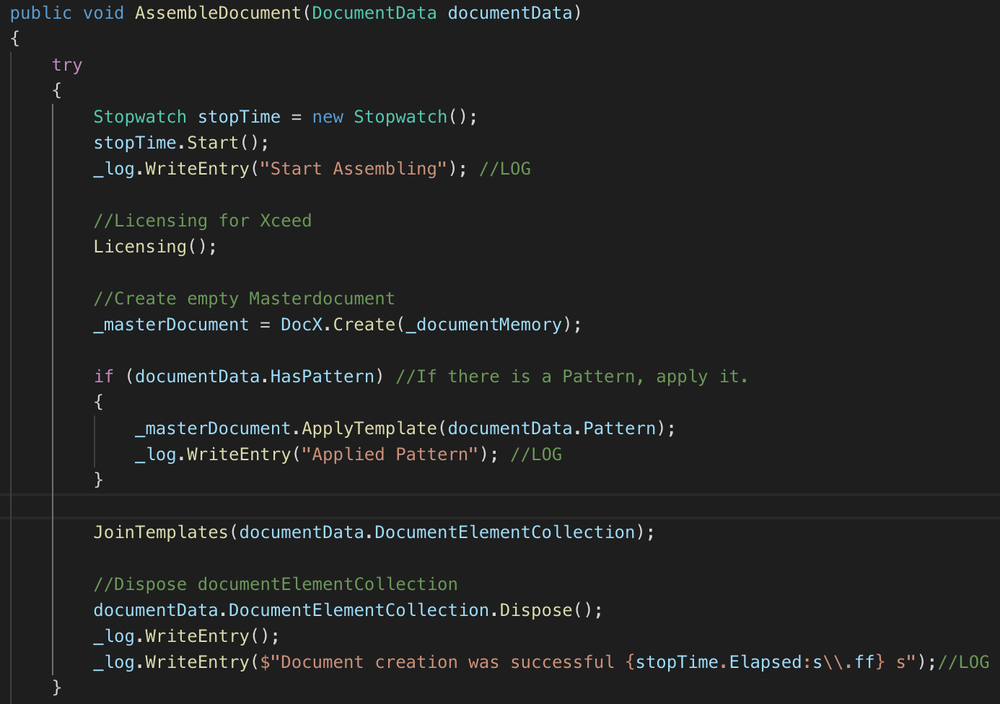 public void AssembleDocument(DocumentData documentData)
{
try
{
Stopwatch stopTime = new Stopwatch();
stopTime.Start();
_log.WriteEntry("Start Assembling"); //LOG
//Licensing for Xceed
Licensing();
//Create empty Masterdocument
_masterDocument = DocX.Create(_documentMemory);
if (documentData.HasPattern) //If there is a Pattern, apply it.
{
_masterDocument.ApplyTemplate(documentData.Pattern);
_log.WriteEntry("Applied Pattern"); //LOG
}
JoinTemplates(documentData.DocumentElementCollection);
//Dispose documentElementCollection
documentData.DocumentElementCollection.Dispose();
_log.WriteEntry();
_log.WriteEntry($"Document creation was successful {stopTime.Elapsed:s\\.ff} s");//LOG
}